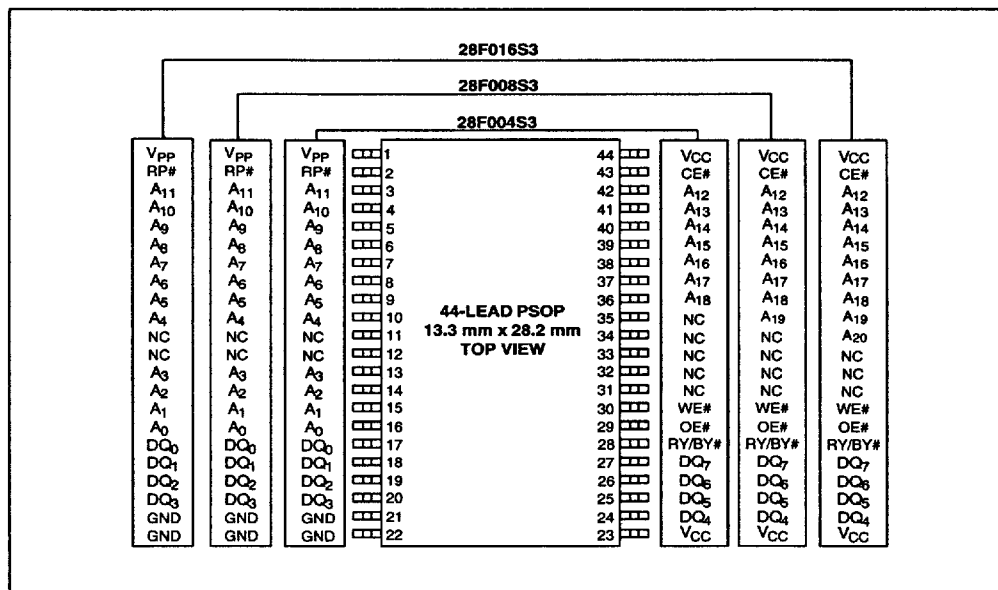 28F016S3
28F008S3
28F004S3
VPP VPP VPP 1 44 VCC VCC VCC
RP# RP# RP# 2 43 CE# CE# CE#
A11 A11 A11 3 42 A12 A12 A12
A10 A10 A10 4 41 A13 A13 A13
A9 A9 A9 5 40 A14 A14 A14
A8 A8 A8 6 39 A15 A15 A15
A7 A7 A7 7 38 A16 A16 A16
A6 A6 A6 8 37 A17 A17 A17
A5 A5 A5 9 36 A18 A18 A18
A4 A4 A4 10 35 NC A19 A19
NC NC NC 11 34 NC NC A20
NC NC NC 12 33 NC NC NC
A3 A3 A3 13 32 NC NC NC
A2 A2 A2 14 31 NC NC NC
A1 A1 A1 15 30 WE# WE# WE#
A0 A0 A0 16 29 OE# OE# OE#
DQ0 DQ0 DQ0 17 28 RY/BY# RY/BY# RY/BY#
DQ1 DQ1 DQ1 18 27 DQ7 DQ7 DQ7
DQ2 DQ2 DQ2 19 26 DQ6 DQ6 DQ6
DQ3 DQ3 DQ3 20 25 DQ5 DQ5 DQ5
GND GND GND 21 24 DQ4 DQ4 DQ4
GND GND GND 22 23 VCC VCC VCC
44-LEAD PSOP
13.3 mm x 28.2 mm
TOP VIEW